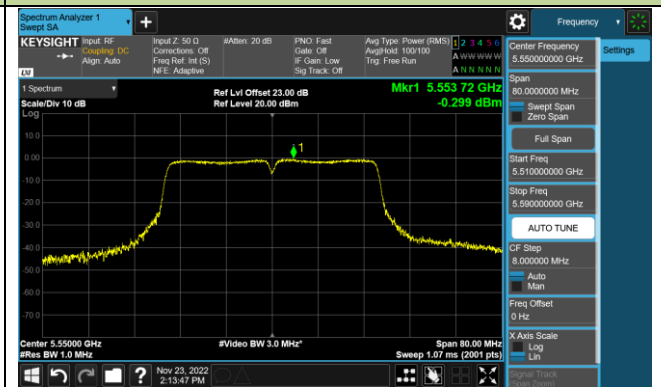 Spectrum Analyzer 1
Swept SA
Frequency
KEYSIGHT
Input: RF
Coupling: DC
Align: Auto
Input Z: 50 Ω
Corrections: Off
Freq Ref: Int (S)
NFE: Adaptive
#Atten: 20 dB
PNO: Fast
Gate: Off
IF Gain: Low
Sig Track: Off
Avg Type: Power (RMS)
Avg|Hold: 100/100
Trig: Free Run
1 2 3 4 5 6
A W W W W W
A N N N N N
LXI
1 Spectrum
Scale/Div 10 dB
Log
Ref Lvl Offset 23.00 dB
Ref Level 20.00 dBm
Mkr1 5.553 72 GHz
-0.299 dBm
1
10.0
0.00
-10.0
-20.0
-30.0
-40.0
-50.0
-60.0
-70.0
Center 5.55000 GHz
#Res BW 1.0 MHz
#Video BW 3.0 MHz*
Span 80.00 MHz
Sweep 1.07 ms (2001 pts)
Nov 23, 2022
2:13:47 PM
Center Frequency
5.550000000 GHz
Settings
Span
80.0000000 MHz
Swept Span
Zero Span
Full Span
Start Freq
5.510000000 GHz
Stop Freq
5.590000000 GHz
AUTO TUNE
CF Step
8.000000 MHz
Auto
Man
Freq Offset
0 Hz
X Axis Scale
Log
Lin
Signal Track
(Span Zoom)